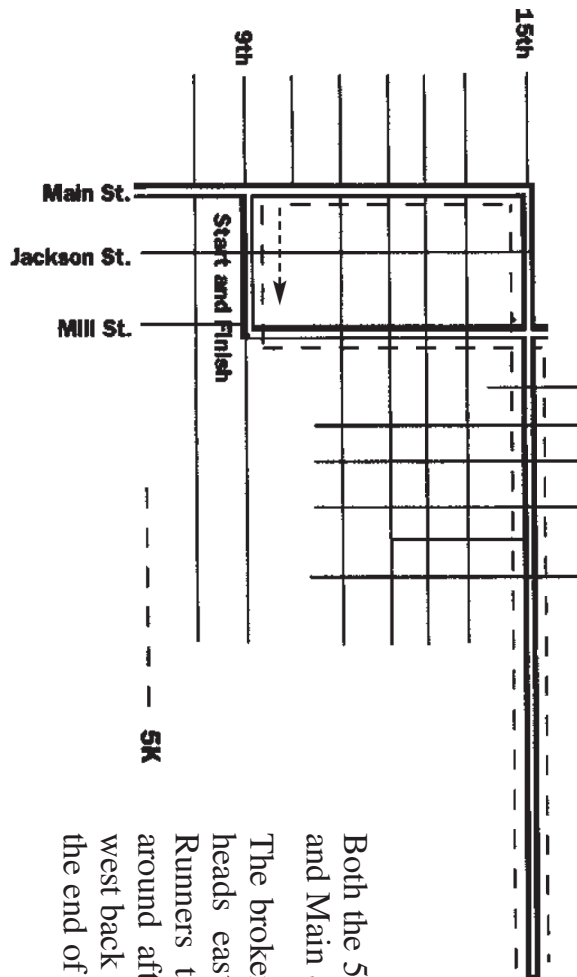 15th
9th
Main St.
Jackson St.
Mill St.
Start and Finish
5K
Both the 5
and Main
The broke
heads east
Runners t
around aft
west back
the end of